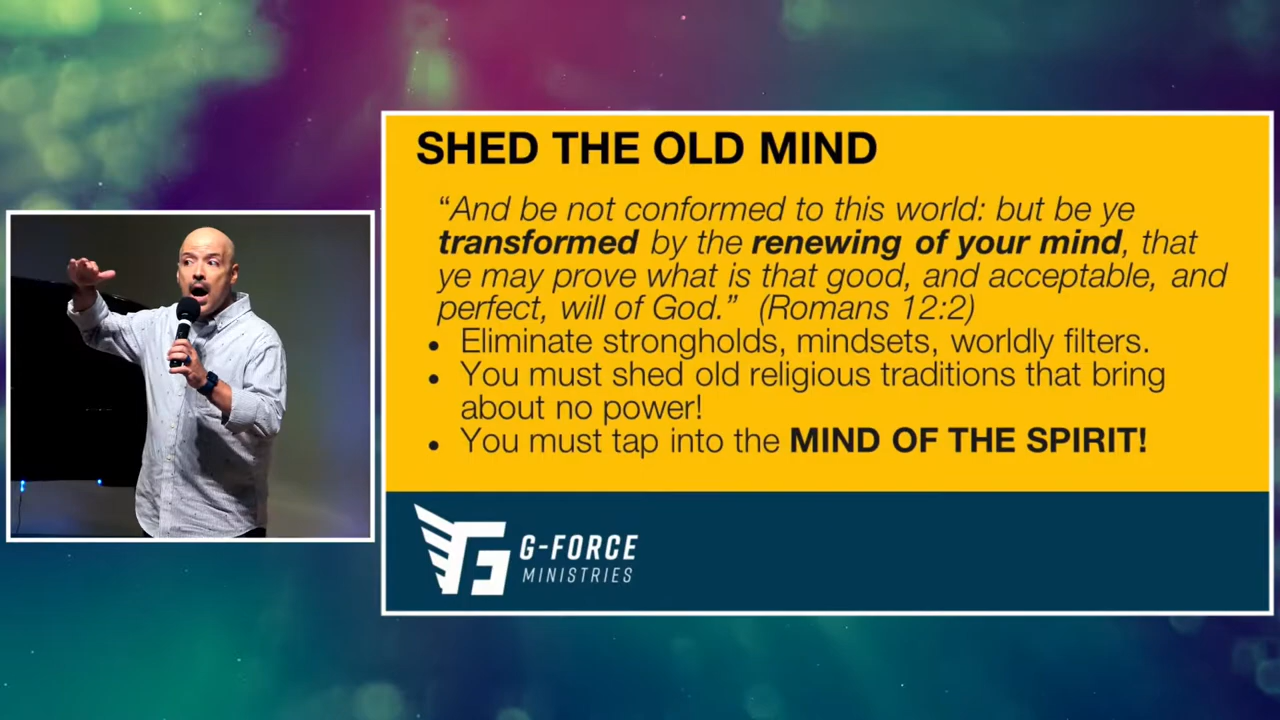 SHED THE OLD MIND
“And be not conformed to this world: but be ye
transformed by the renewing of your mind, that
ye may prove what is that good, and acceptable, and
perfect, will of God.” (Romans 12:2)
• Eliminate strongholds, mindsets, worldly filters.
• You must shed old religious traditions that bring
about no power!
• You must tap into the MIND OF THE SPIRIT!
G-FORCE
MINISTRIES